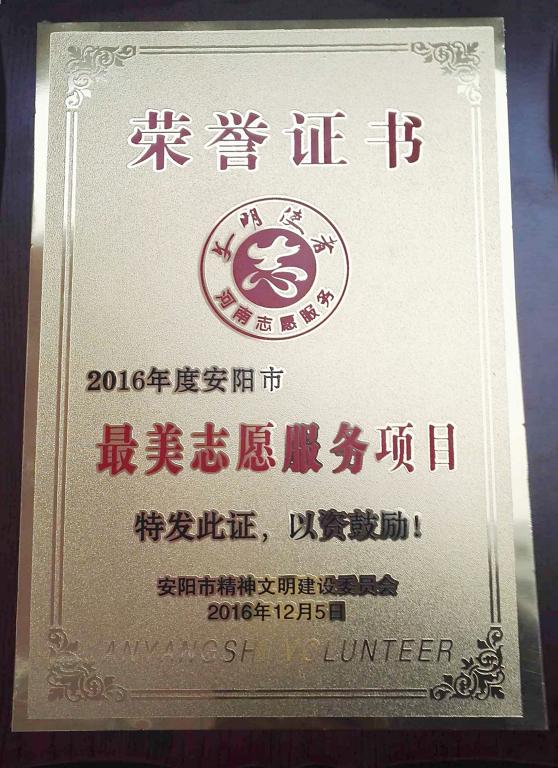 荣誉证书
文明使者
河南志愿服务
2016年度安阳市
最美志愿服务项目
特发此证，以资鼓励！
安阳市精神文明建设委员会
2016年12月5日
ANYANGSHI VOLUNTEER